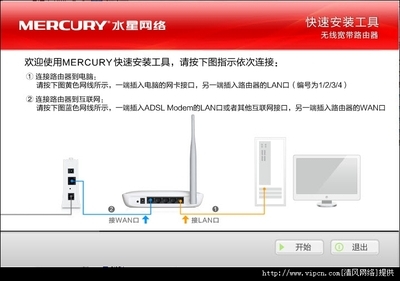 MERCURY 水星网络
快速安装工具
无线宽带路由器
欢迎使用MERCURY快速安装工具，请按下图指示依次连接：
① 连接路由器到电脑：
请按下图黄色网线所示，一端插入电脑的网卡接口，另一端插入路由器的LAN口（编号为1/2/3/4）
② 连接路由器到互联网：
请按下图蓝色网线所示，一端插入ADSL Modem的LAN口或者其他互联网接口，另一端插入路由器的WAN口
② ①
接WAN口 接LAN口
开始 退出
http://www.vipcn.com[清风网络]提供